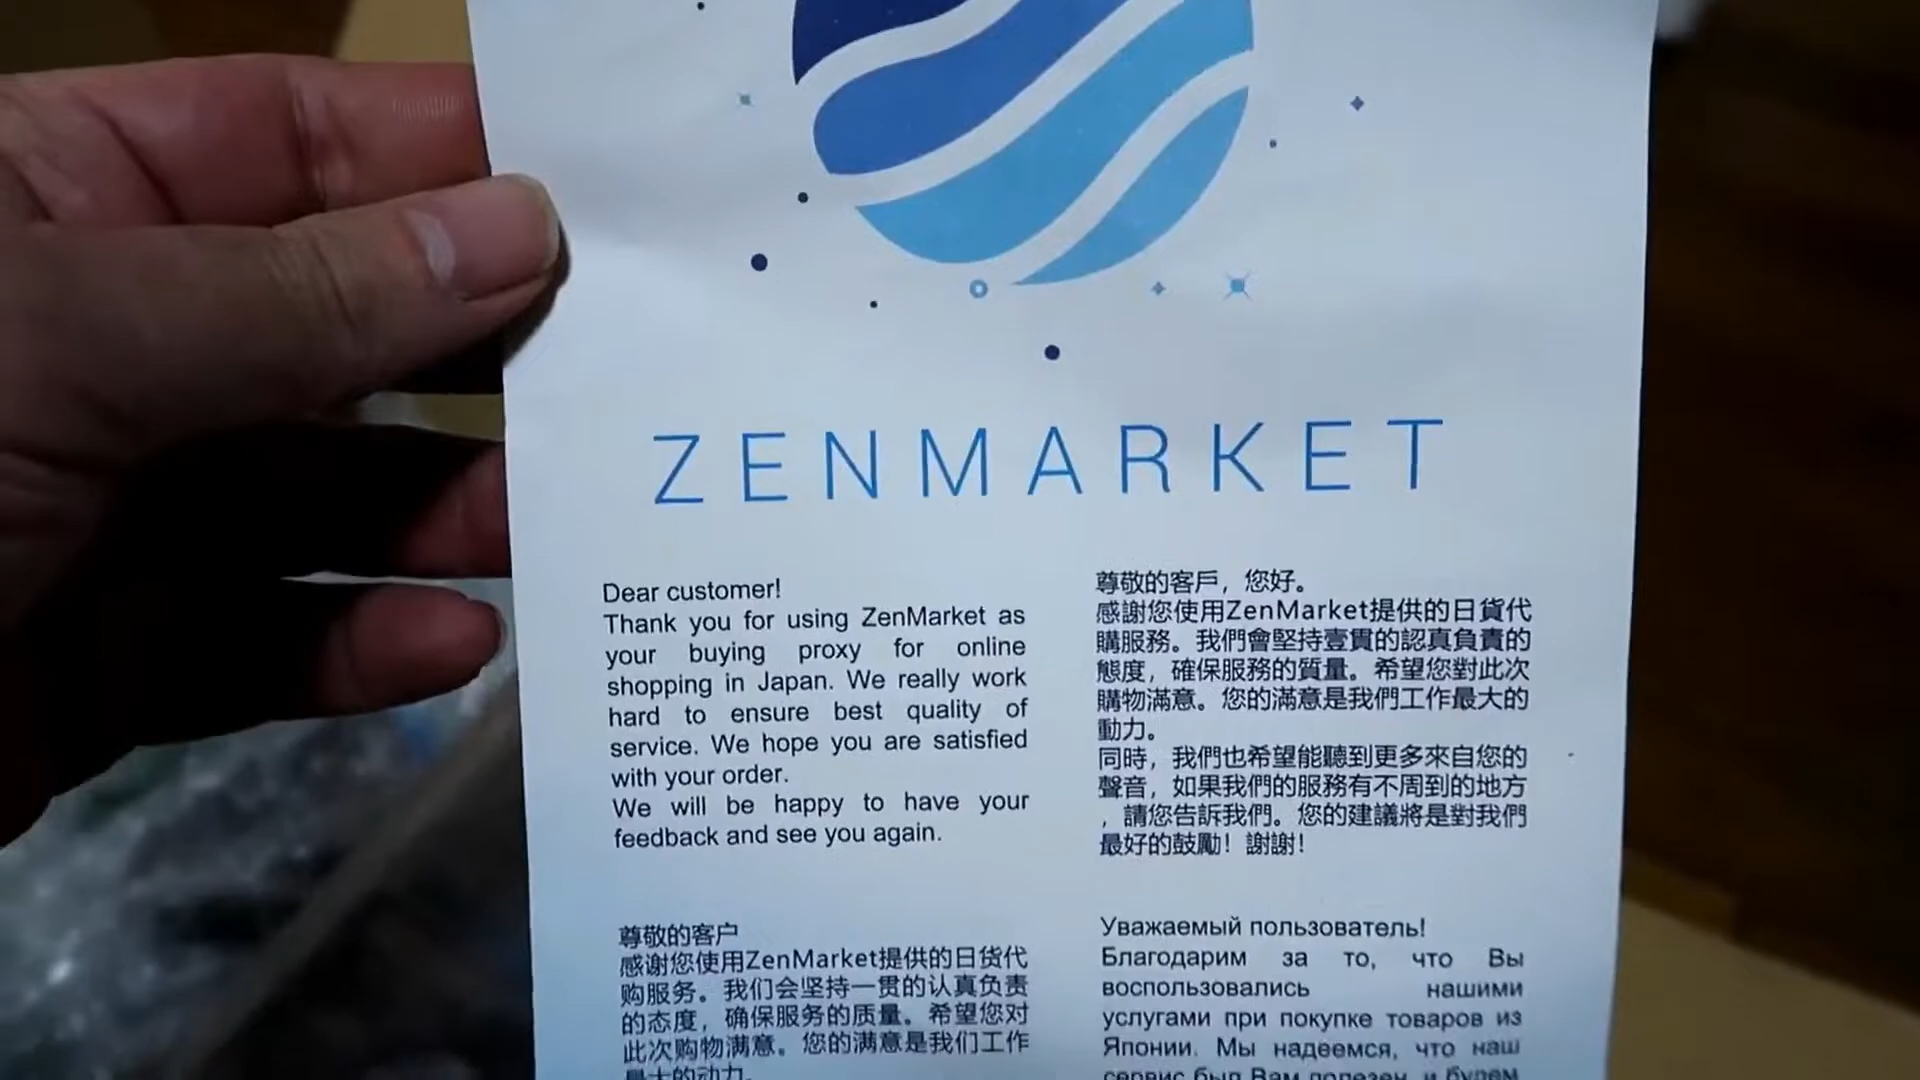 ZENMARKET
Dear customer!
Thank you for using ZenMarket as
your buying proxy for online
shopping in Japan. We really work
hard to ensure best quality of
service. We hope you are satisfied
with your order.
We will be happy to have your
feedback and see you again.
尊敬的客戶，您好。
感謝您使用ZenMarket提供的日貨代
購服務。我們會堅持壹貫的認真負責的
態度，確保服務的質量。希望您對此次
購物滿意。您的滿意是我們工作最大的
動力。
同時，我們也希望能聽到更多來自您的
聲音，如果我們的服務有不周到的地方
，請您告訴我們。您的建議將是對我們
最好的鼓勵！謝謝！
尊敬的客户
感谢您使用ZenMarket提供的日货代
购服务。我们会坚持一贯的认真负责
的态度，确保服务的质量。希望您对
此次购物满意。您的满意是我们工作
最大的动力。
Уважаемый пользователь!
Благодарим за то, что Вы
воспользовались нашими
услугами при покупке товаров из
Японии. Мы надеемся, что наш
сервис был Вам полезен, и будем